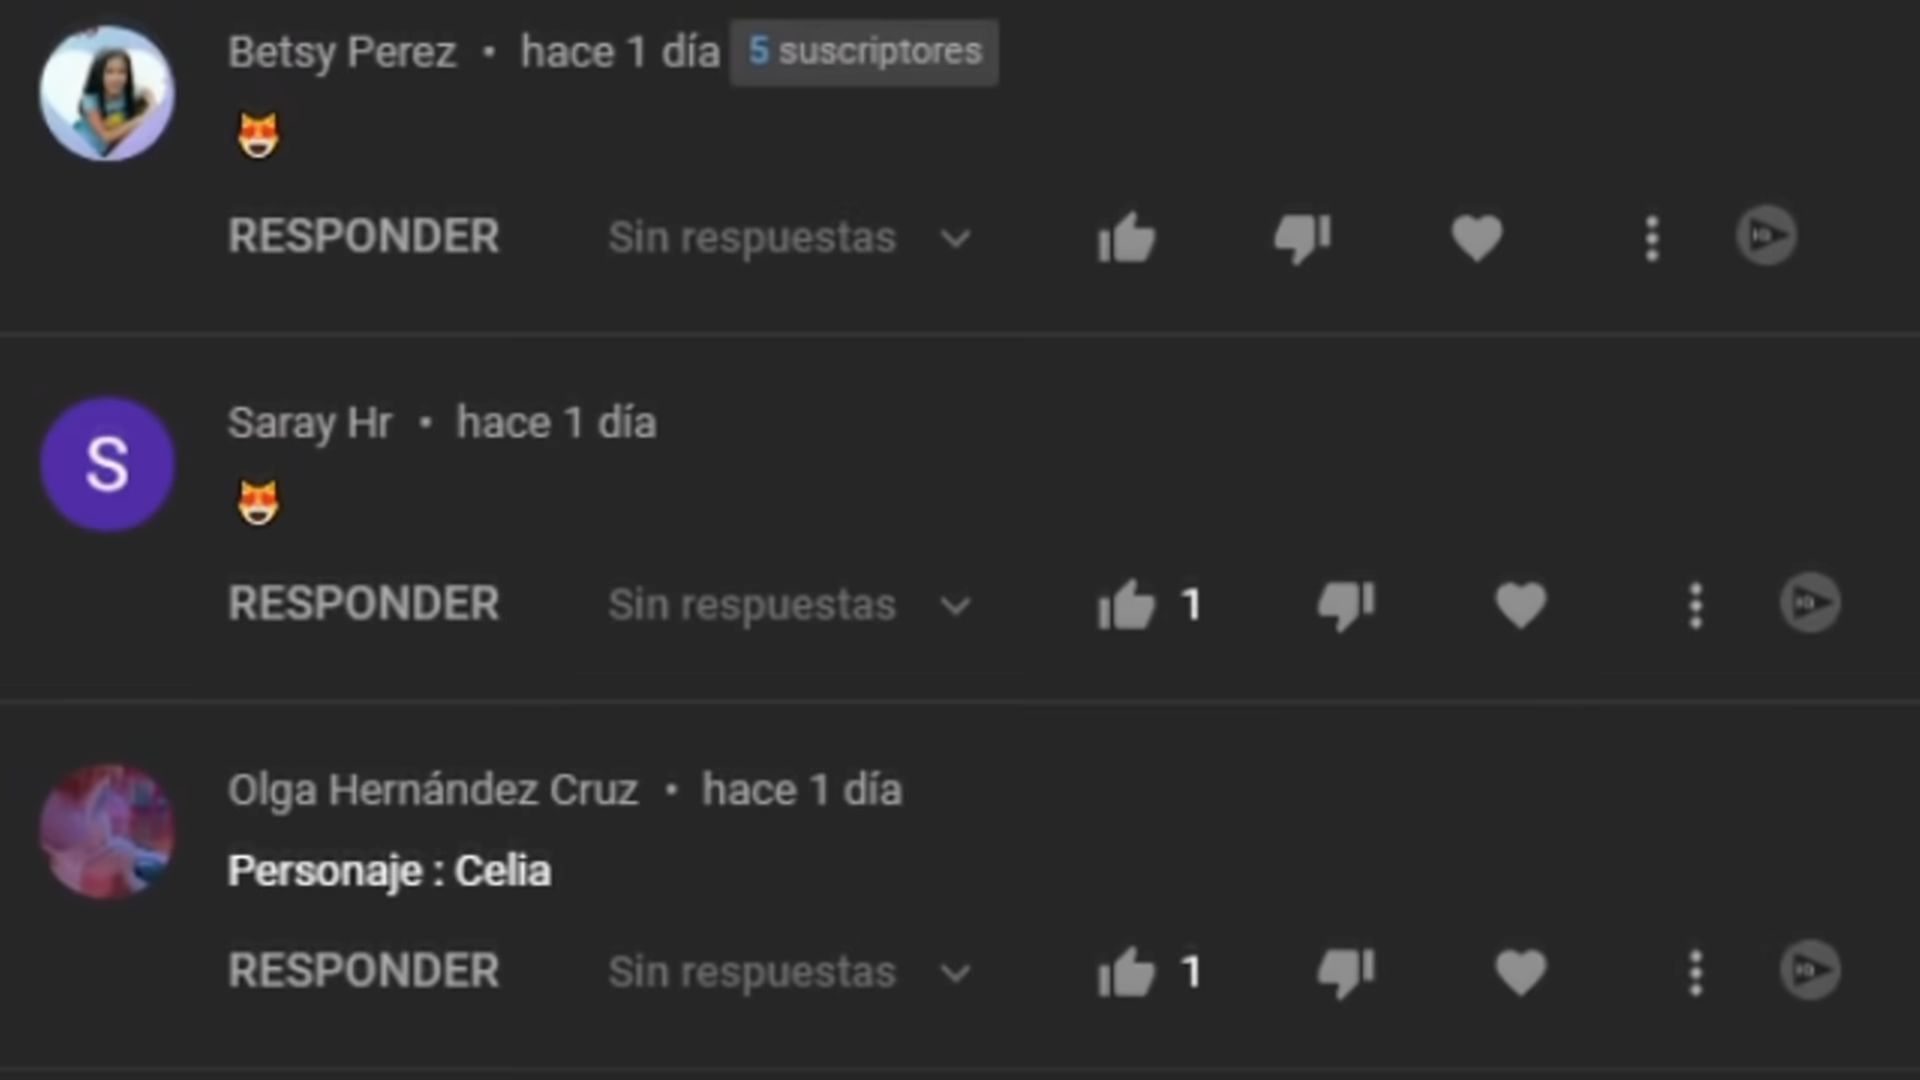 Betsy Perez • hace 1 día 5 suscriptores
😻
RESPONDER Sin respuestas
S
Saray Hr • hace 1 día
😻
RESPONDER Sin respuestas 1
Olga Hernández Cruz • hace 1 día
Personaje : Celia
RESPONDER Sin respuestas 1